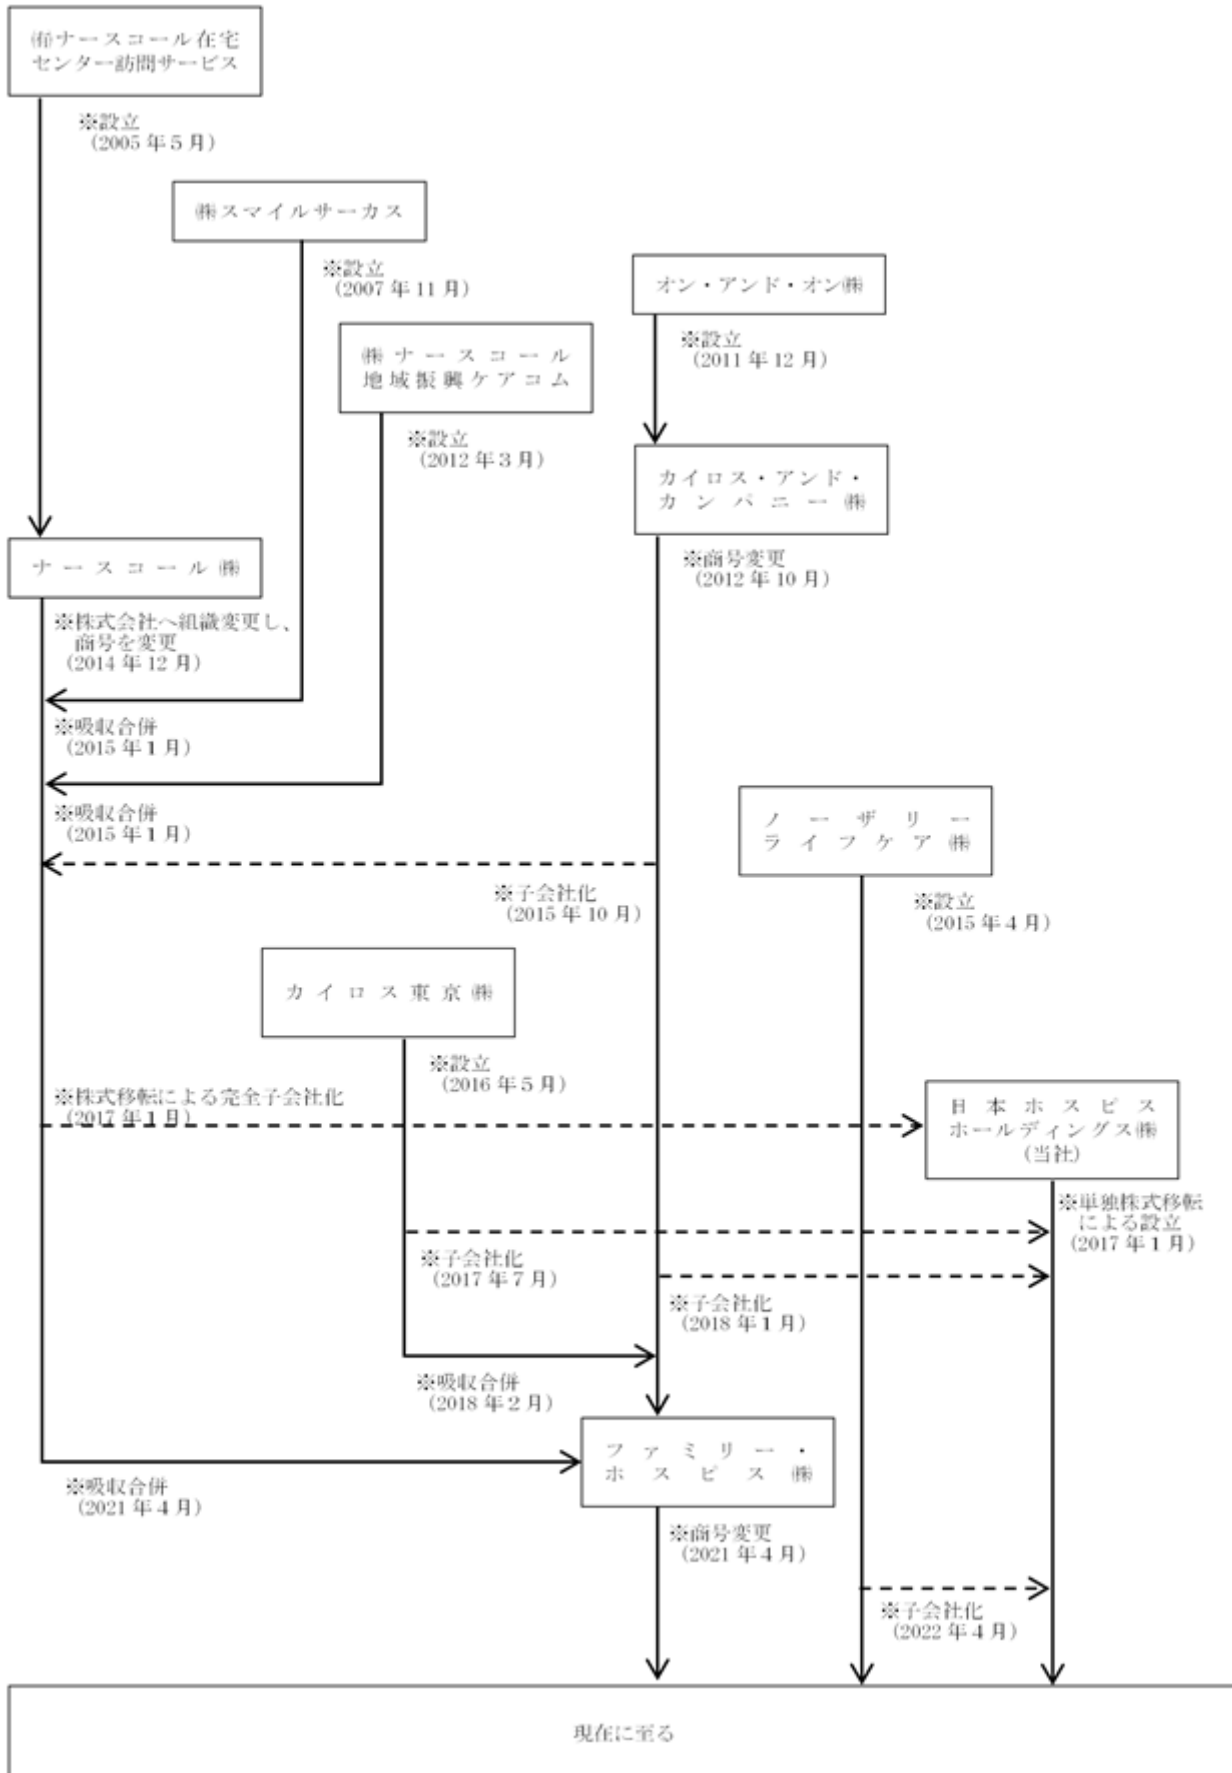 ㈲ナースコール在宅
センター訪問サービス
※設立
(2005年5月)
㈱スマイルサーカス
※設立
(2007年11月)
オン・アンド・オン㈱
※設立
(2011年12月)
㈱ナースコール
地域振興ケアコム
※設立
(2012年3月)
カイロス・アンド・
カンパニー㈱
※商号変更
(2012年10月)
ナースコール㈱
※株式会社へ組織変更し、
商号を変更
(2014年12月)
※吸収合併
(2015年1月)
※吸収合併
(2015年1月)
ノーザリー
ライフケア㈱
※設立
(2015年4月)
※子会社化
(2015年10月)
カイロス東京㈱
※設立
(2016年5月)
※株式移転による完全子会社化
(2017年1月)
日本ホスピス
ホールディングス㈱
(当社)
※単独株式移転
による設立
(2017年1月)
※子会社化
(2017年7月)
※子会社化
(2018年1月)
※吸収合併
(2018年2月)
ファミリー・
ホスピス㈱
※吸収合併
(2021年4月)
※商号変更
(2021年4月)
※子会社化
(2022年4月)
現在に至る